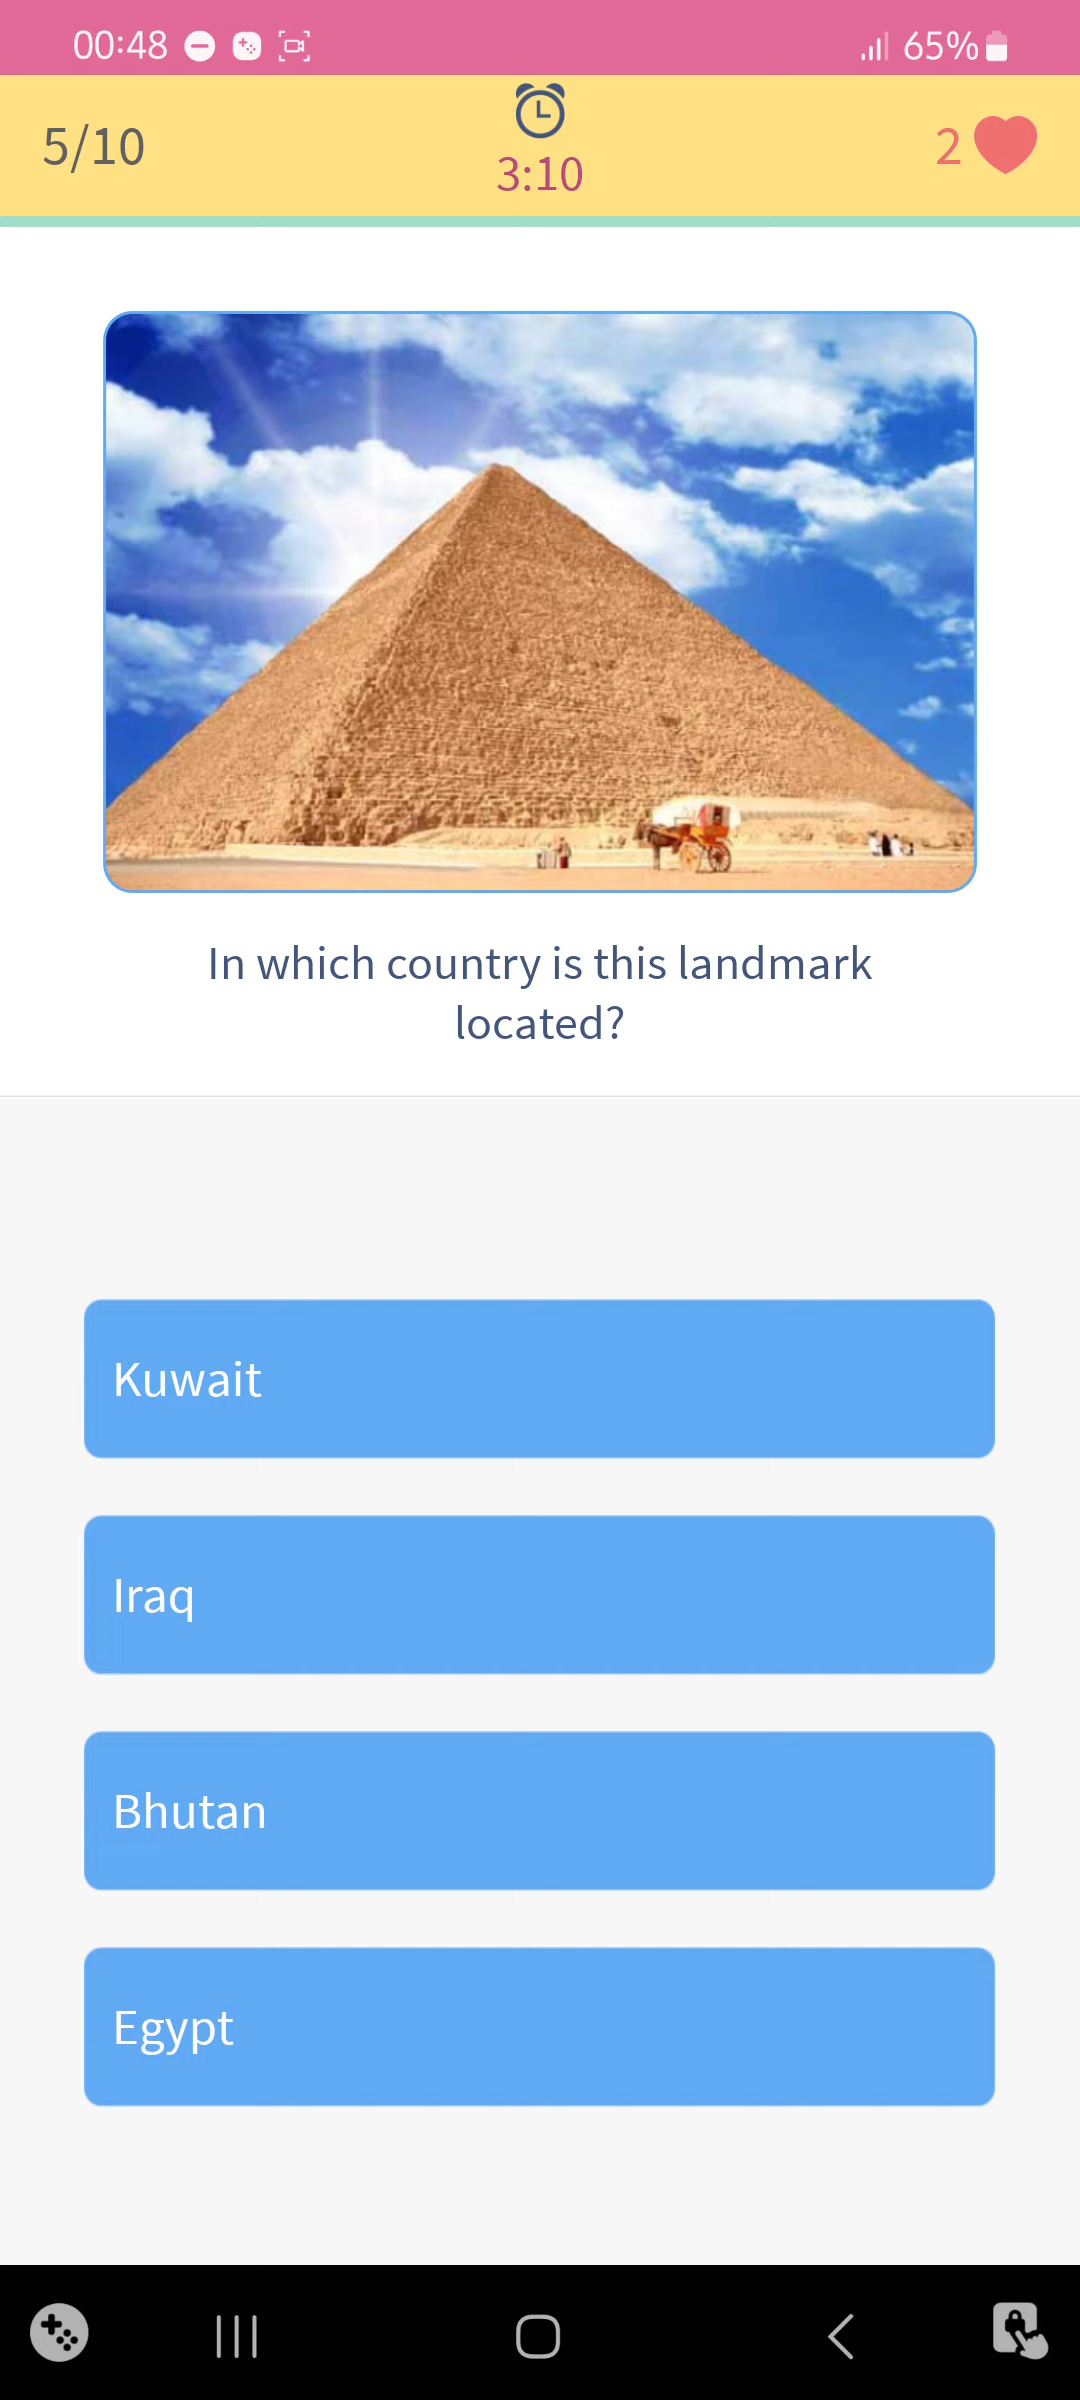 00:48
65%
5/10
3:10
2
In which country is this landmark
located?
Kuwait
Iraq
Bhutan
Egypt